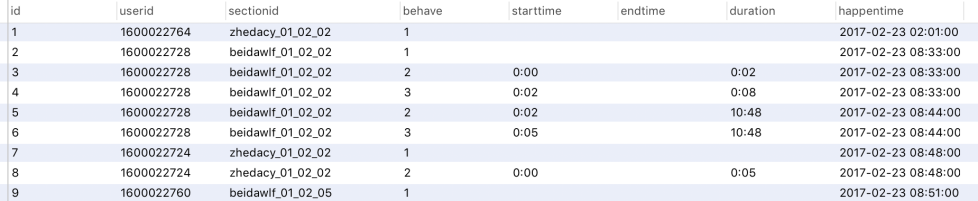 id userid sectionid behave starttime endtime duration happentime
1 1600022764 zhedacy_01_02_02 1 2017-02-23 02:01:00
2 1600022728 beidawlf_01_02_02 1 2017-02-23 08:33:00
3 1600022728 beidawlf_01_02_02 2 0:00 0:02 2017-02-23 08:33:00
4 1600022728 beidawlf_01_02_02 3 0:02 0:08 2017-02-23 08:33:00
5 1600022728 beidawlf_01_02_02 2 0:02 10:48 2017-02-23 08:44:00
6 1600022728 beidawlf_01_02_02 3 0:05 10:48 2017-02-23 08:44:00
7 1600022724 zhedacy_01_02_02 1 2017-02-23 08:48:00
8 1600022724 zhedacy_01_02_02 2 0:00 0:05 2017-02-23 08:48:00
9 1600022760 beidawlf_01_02_05 1 2017-02-23 08:51:00